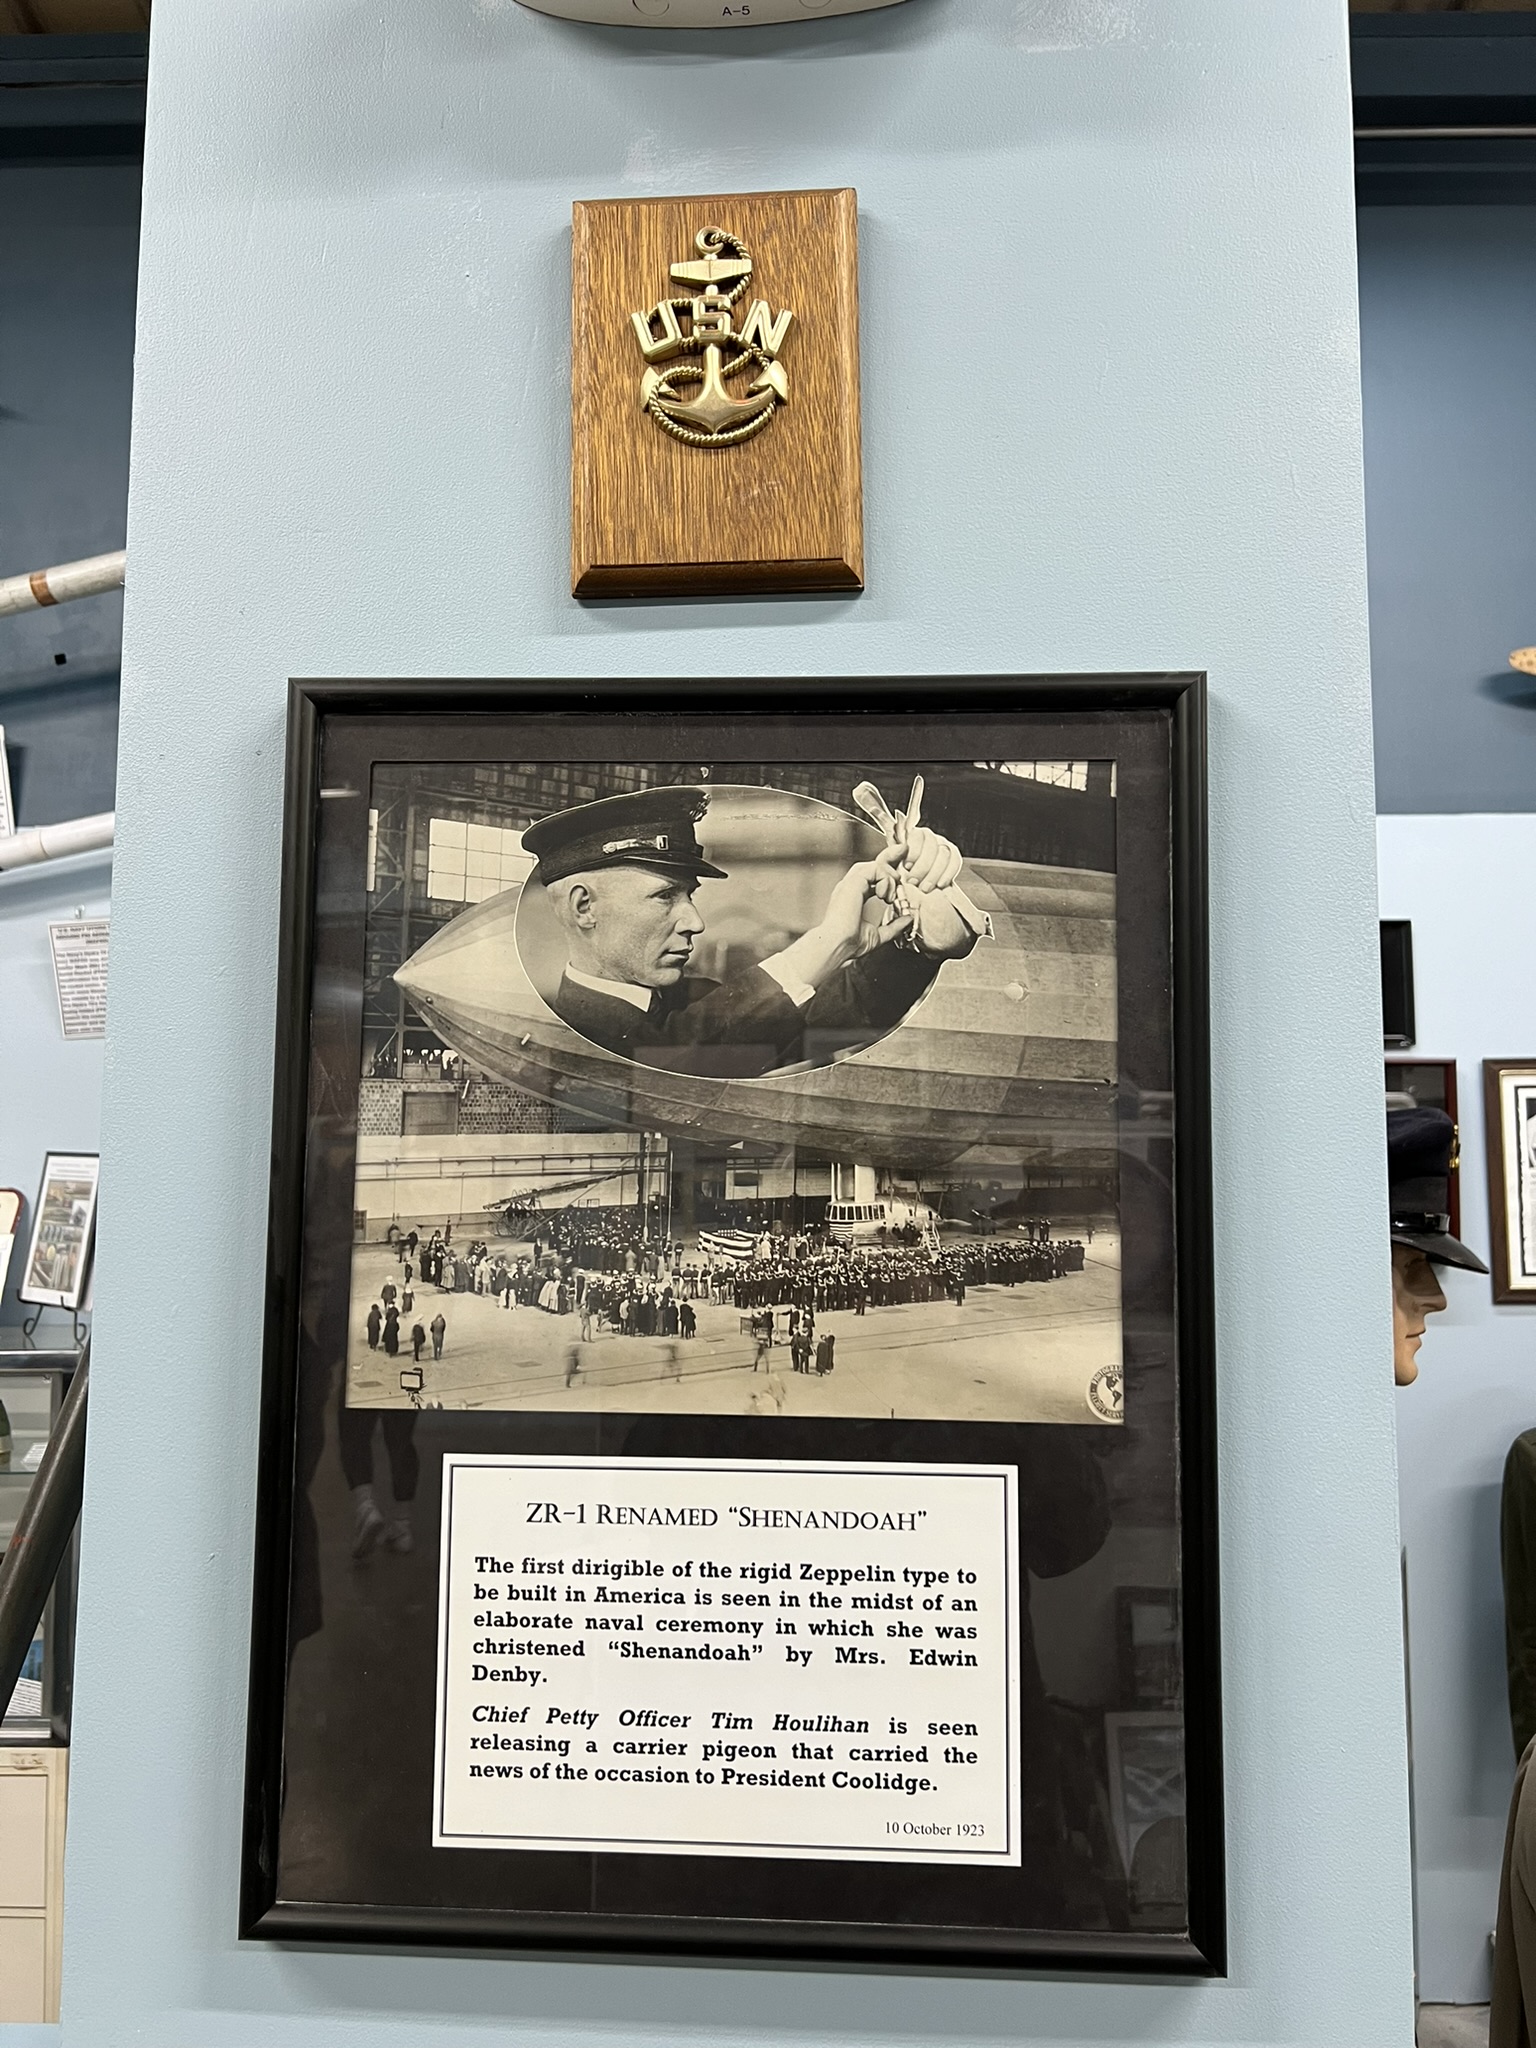 A-5
USN
ZR-1 RENAMED "SHENANDOAH"
The first dirigible of the rigid Zeppelin type to
be built in America is seen in the midst of an
elaborate naval ceremony in which she was
christened "Shenandoah" by Mrs. Edwin
Denby.
Chief Petty Officer Tim Houlihan is seen
releasing a carrier pigeon that carried the
news of the occasion to President Coolidge.
10 October 1923